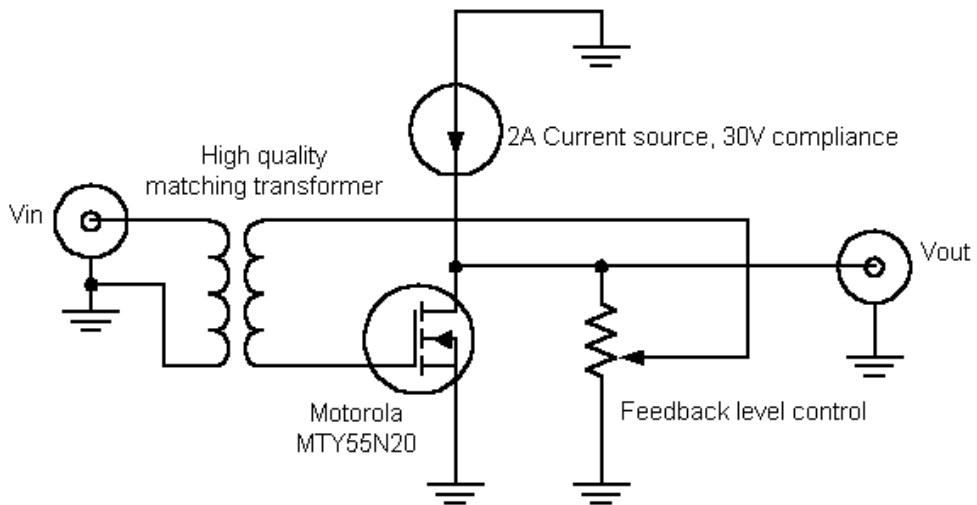 2A Current source, 30V compliance
High quality
matching transformer
Vin
Vout
Motorola
MTY55N20
Feedback level control